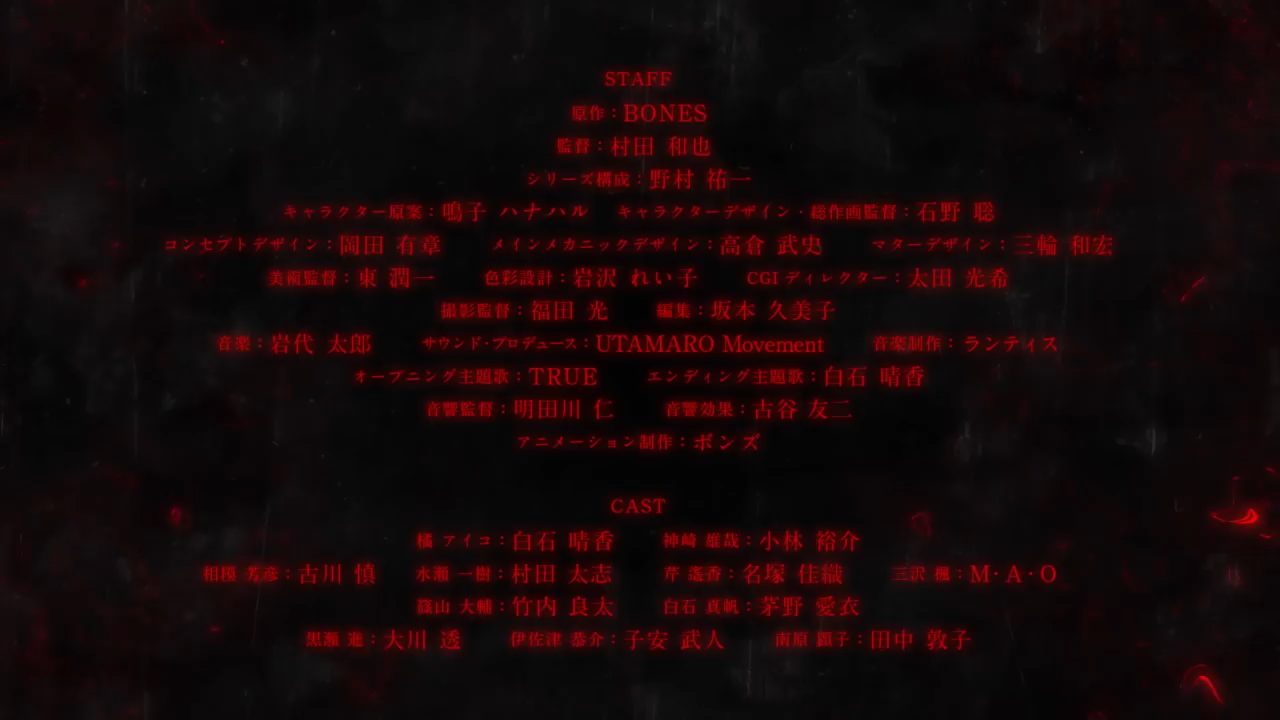 STAFF
原作：BONES
監督：村田 和也
シリーズ構成：野村 祐一
キャラクター原案：鳴子 ハナハル　キャラクターデザイン・総作画監督：石野 聡
コンセプトデザイン：岡田 有章　メインメカニックデザイン：高倉 武史　マターデザイン：三輪 和宏
美術監督：東 潤一　色彩設計：岩沢 れい子　CGI ディレクター：太田 光希
撮影監督：福田 光　編集：坂本 久美子
音楽：岩代 太郎　サウンド・プロデュース：UTAMARO Movement　音楽制作：ランティス
オープニング主題歌：TRUE　エンディング主題歌：白石 晴香
音響監督：明田川 仁　音響効果：古谷 友二
アニメーション制作：ボンズ
CAST
橘 アイコ：白石 晴香　神崎 雄哉：小林 裕介
相模 芳彦：古川 慎　水瀬 一樹：村田 太志　芹 遙香：名塚 佳織　三沢 楓：M・A・O
篠山 大輔：竹内 良太　白石 真帆：茅野 愛衣
黒瀬 進：大川 透　伊佐津 恭介：子安 武人　南原 顕子：田中 敦子